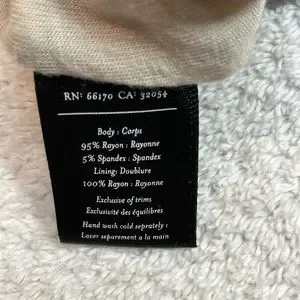 RN: 66170 CA: 32054
Body : Corps
95% Rayon : Rayonne
5% Spandex : Spandex
Lining: Doublure
100% Rayon : Rayonne
Exclusive of trims
Exclusivité des équilibres
Hand wash cold seprately :
Laver separement a la main